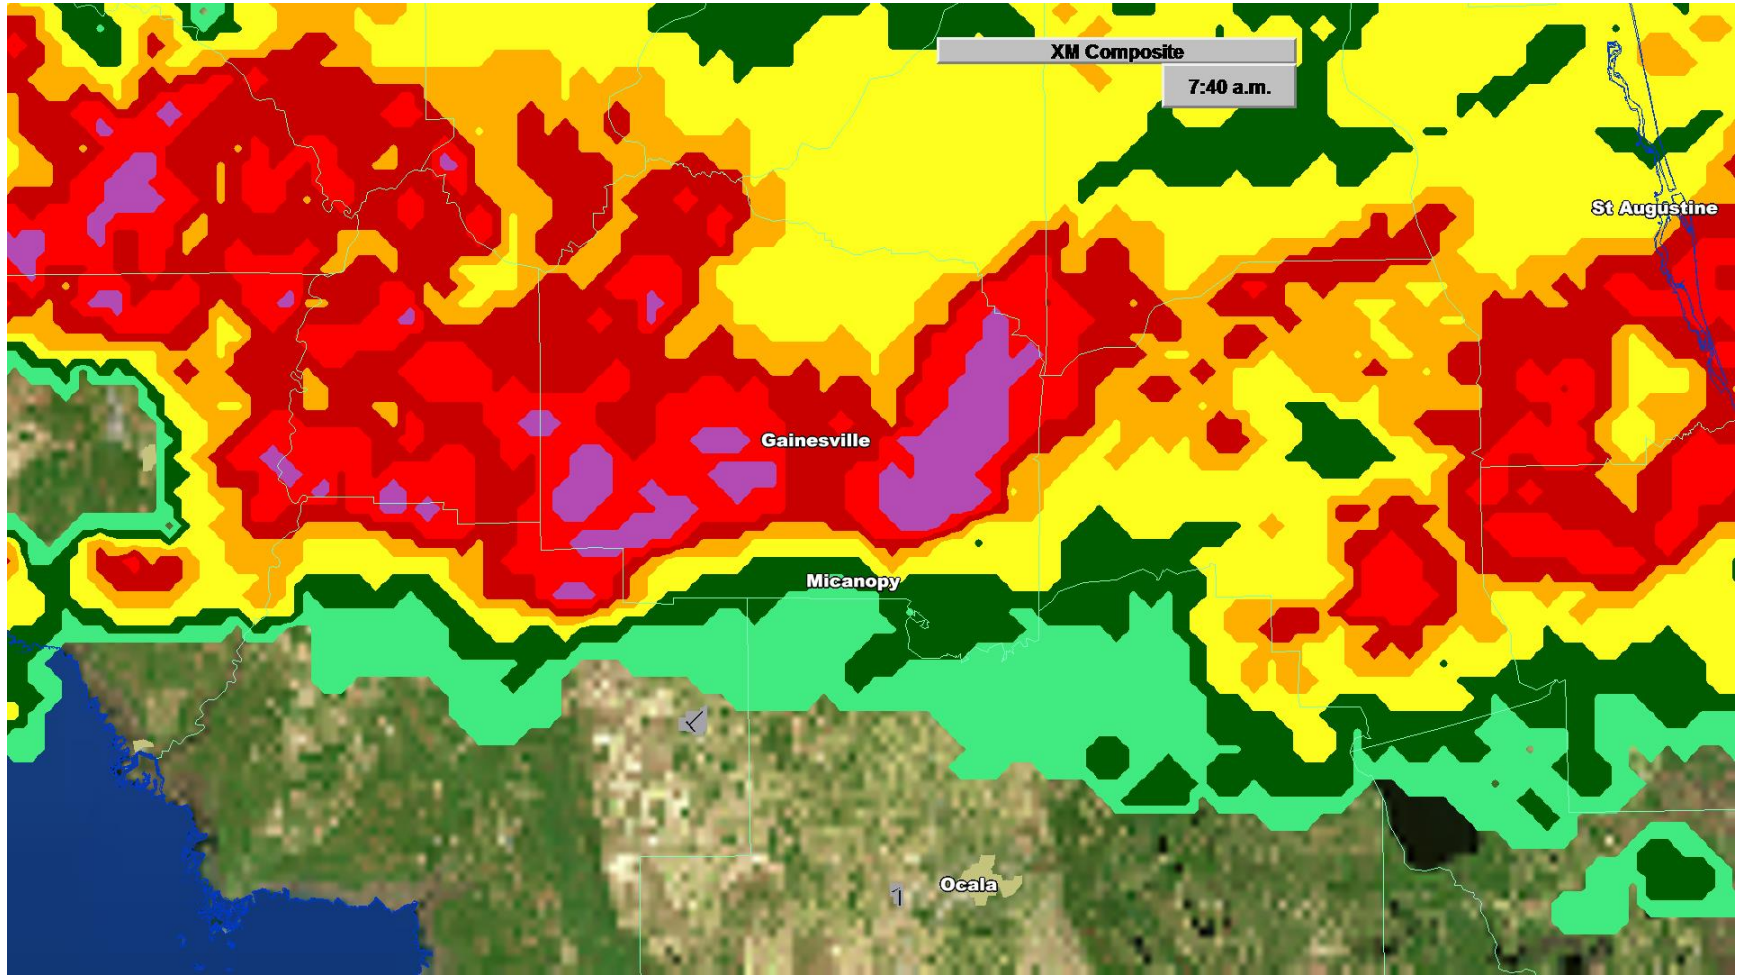 XM Composite
7:40 a.m.
St Augustine
Gainesville
Micanopy
Ocala